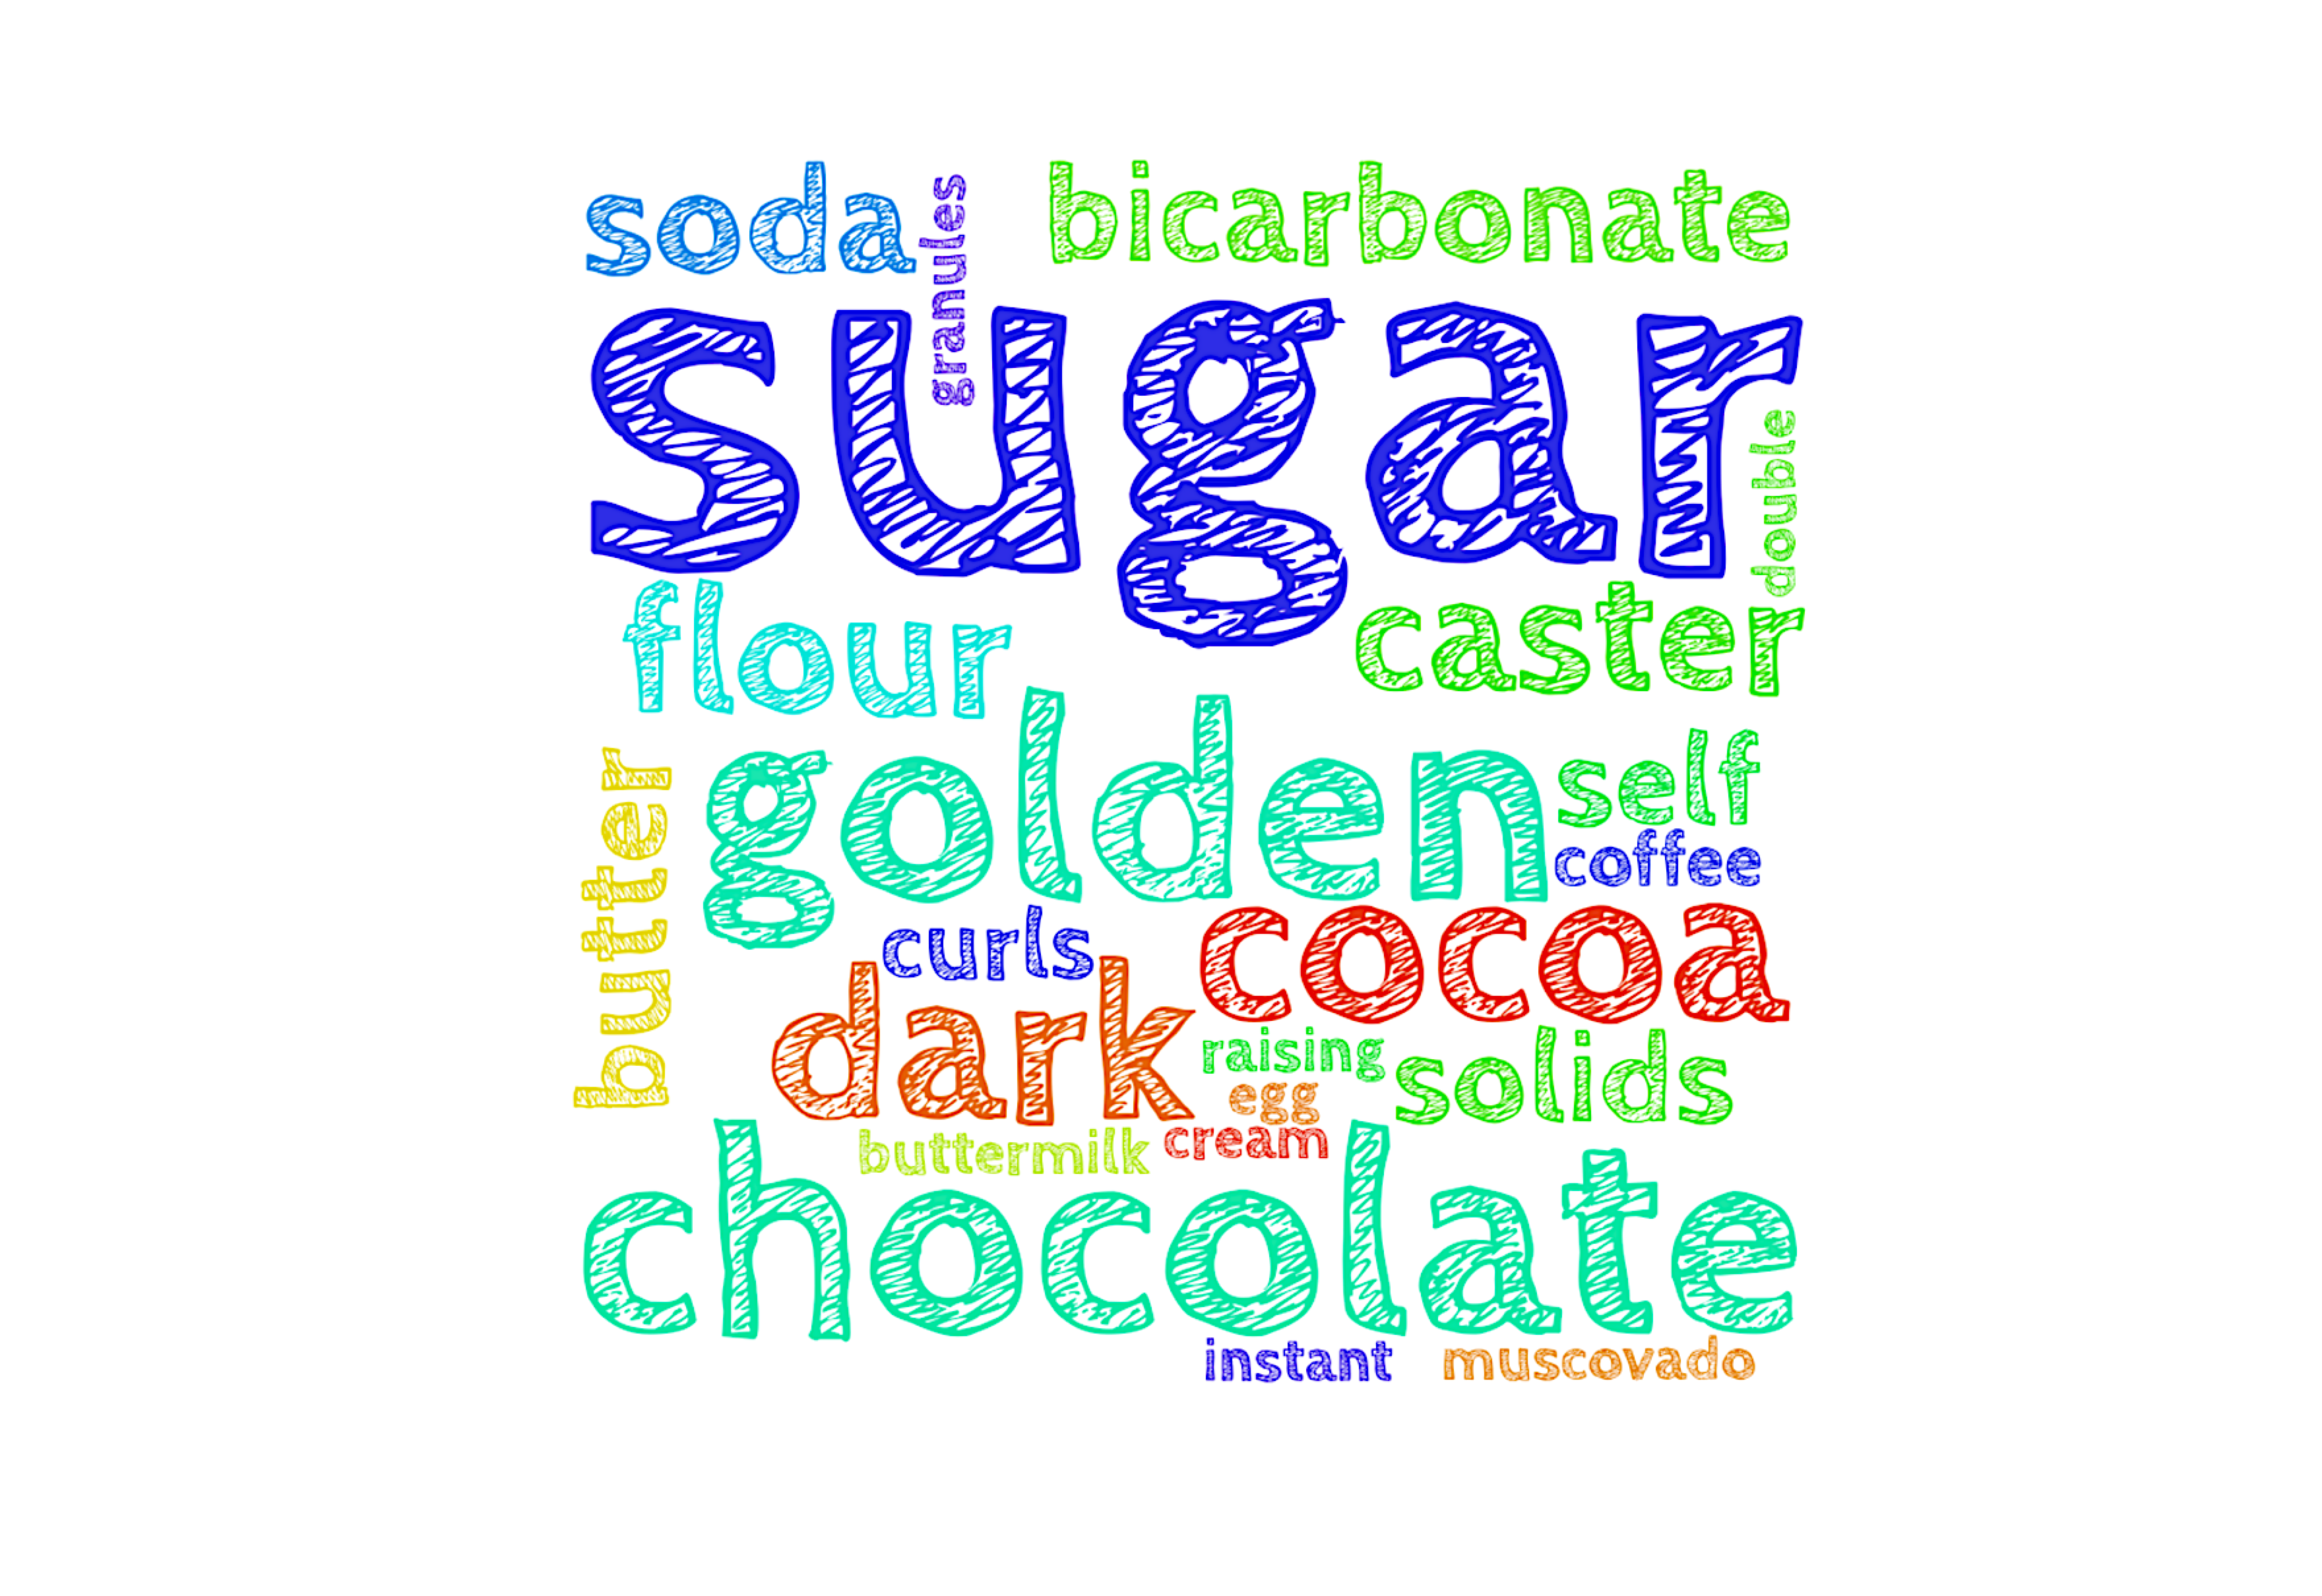 soda
granules
bicarbonate
sugar
double
flour
caster
butter
golden
self
coffee
curls
cocoa
dark
raising
solids
egg
buttermilk
cream
chocolate
instant
muscovado